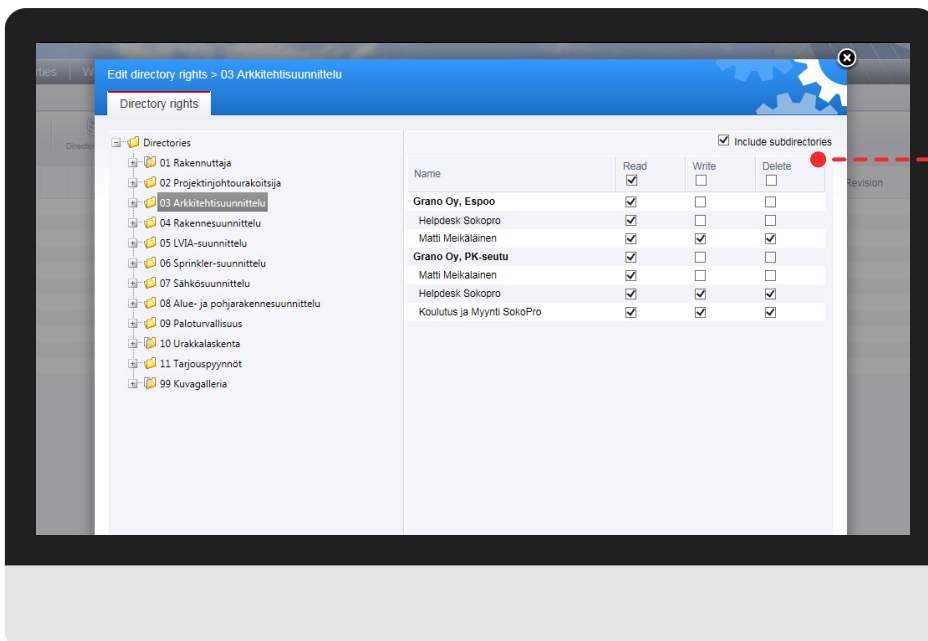 rties
Edit directory rights > 03 Arkkitehtisuunnittelu
Directory rights
Directories
01 Rakennuttaja
02 Projektinjohtourakoitsija
03 Arkkitehtisuunnittelu
04 Rakennesuunnittelu
05 LVIA-suunnittelu
06 Sprinkler-suunnittelu
07 Sähkösuunnittelu
08 Alue- ja pohjarakennesuunnittelu
09 Paloturvallisuus
10 Urakkalaskenta
11 Tarjouspyynnöt
99 Kuvagalleria
Include subdirectories
Name Read Write Delete
Grano Oy, Espoo
Helpdesk Sokopro
Matti Meikäläinen
Grano Oy, PK-seutu
Matti Meikalainen
Helpdesk Sokopro
Koulutus ja Myynti SokoPro
Revision